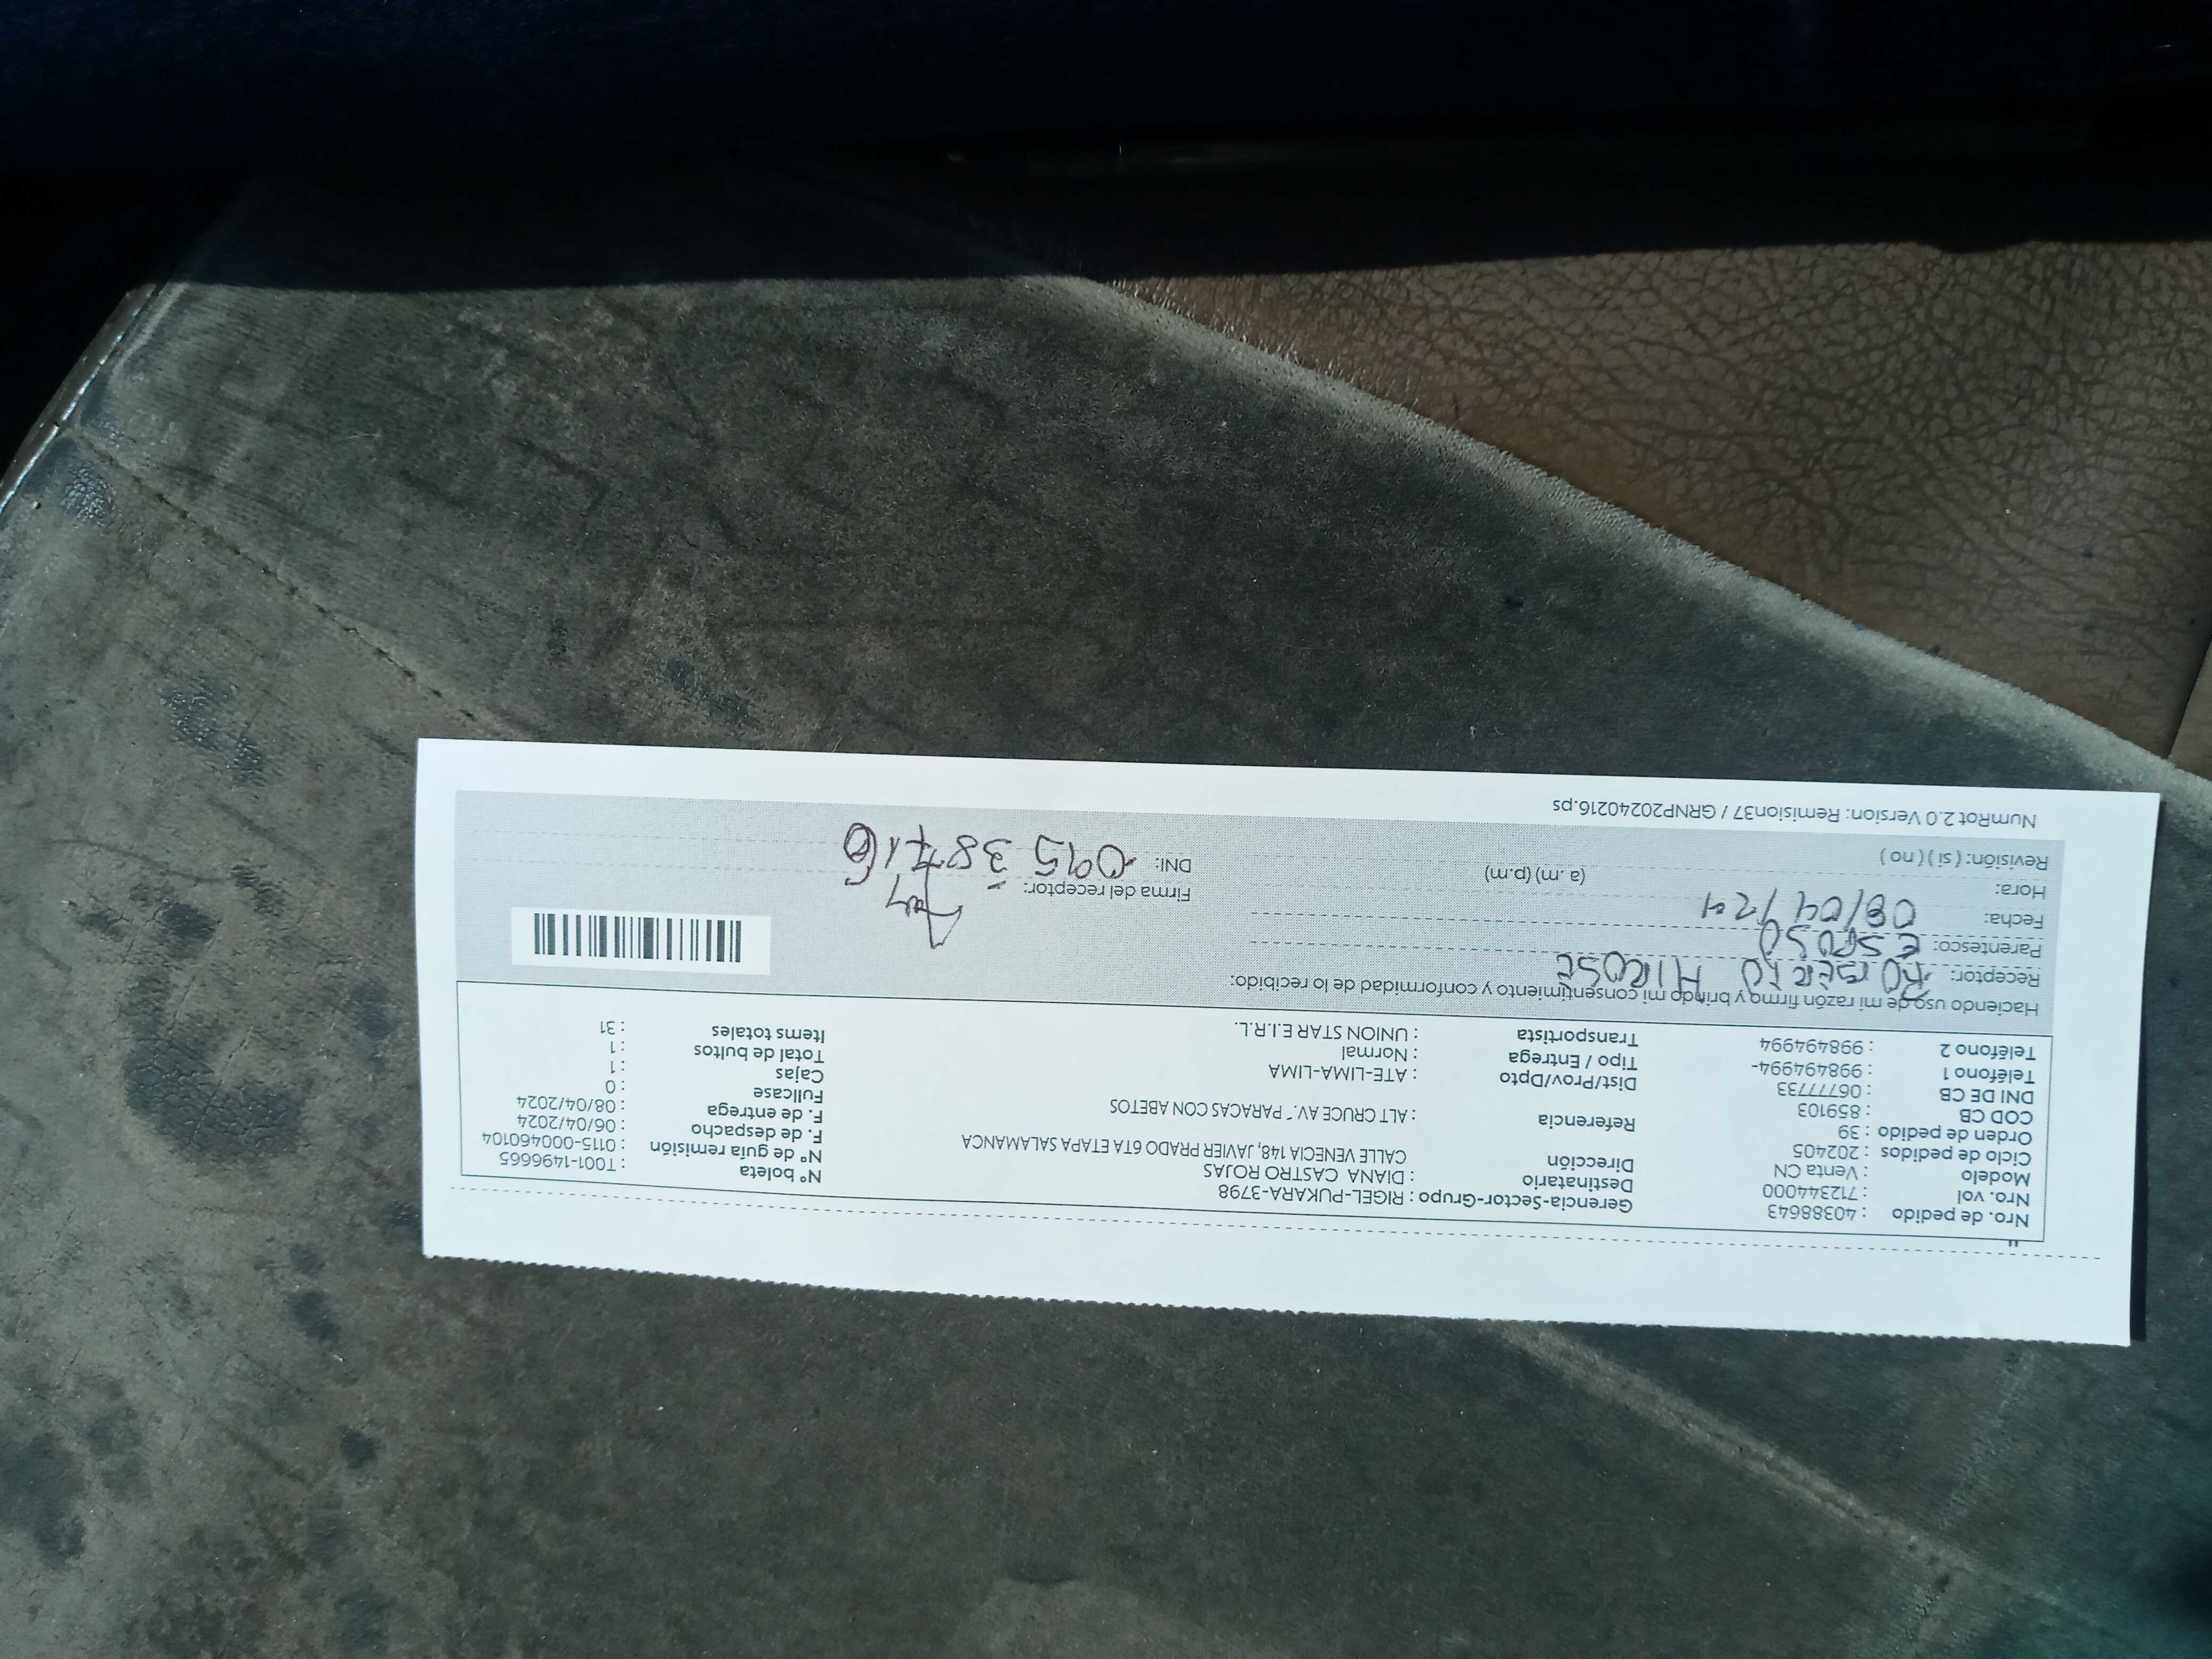 Nro. de pedido : 40388643
Nro. vol : 712344000
Modelo : Venta CN
Ciclo de pedidos : 202405
Orden de pedido : 39
COD CB : 859103
DNI DE CB : 0677733
Teléfono 1 : 998494994-
Teléfono 2 : 998494994
Gerencia-Sector-Grupo : RIGEL-PUKARA-3798
Destinatario : DIANA CASTRO ROJAS
Dirección CALLE VENECIA 148, JAVIER PRADO 6TA ETAPA SALAMANCA
Referencia : ALT CRUCE AV.¨ PARACAS CON ABETOS
Dist/Prov/Dpto : ATE-LIMA-LIMA
Tipo / Entrega : Normal
Transportista : UNION STAR E.I.R.L.
N° boleta : T001-1496665
N° de guía remisión : 0115-000460104
F. de despacho : 06/04/2024
F. de entrega : 08/04/2024
Fullcase : 0
Cajas : 1
Total de bultos : 1
Items totales : 31
Haciendo uso de mi razón firmo y brindo mi consentimiento y conformidad de lo recibido:
Receptor: ROBERTO
Parentesco: ESPOSO
Fecha: 08/04/24
Hora: (a .m) (p.m)
Revisión: ( si ) ( no )
Firma del receptor:
DNI: 09538716
NumRot 2.0 Version: Remision37 / GRNP20240216.ps